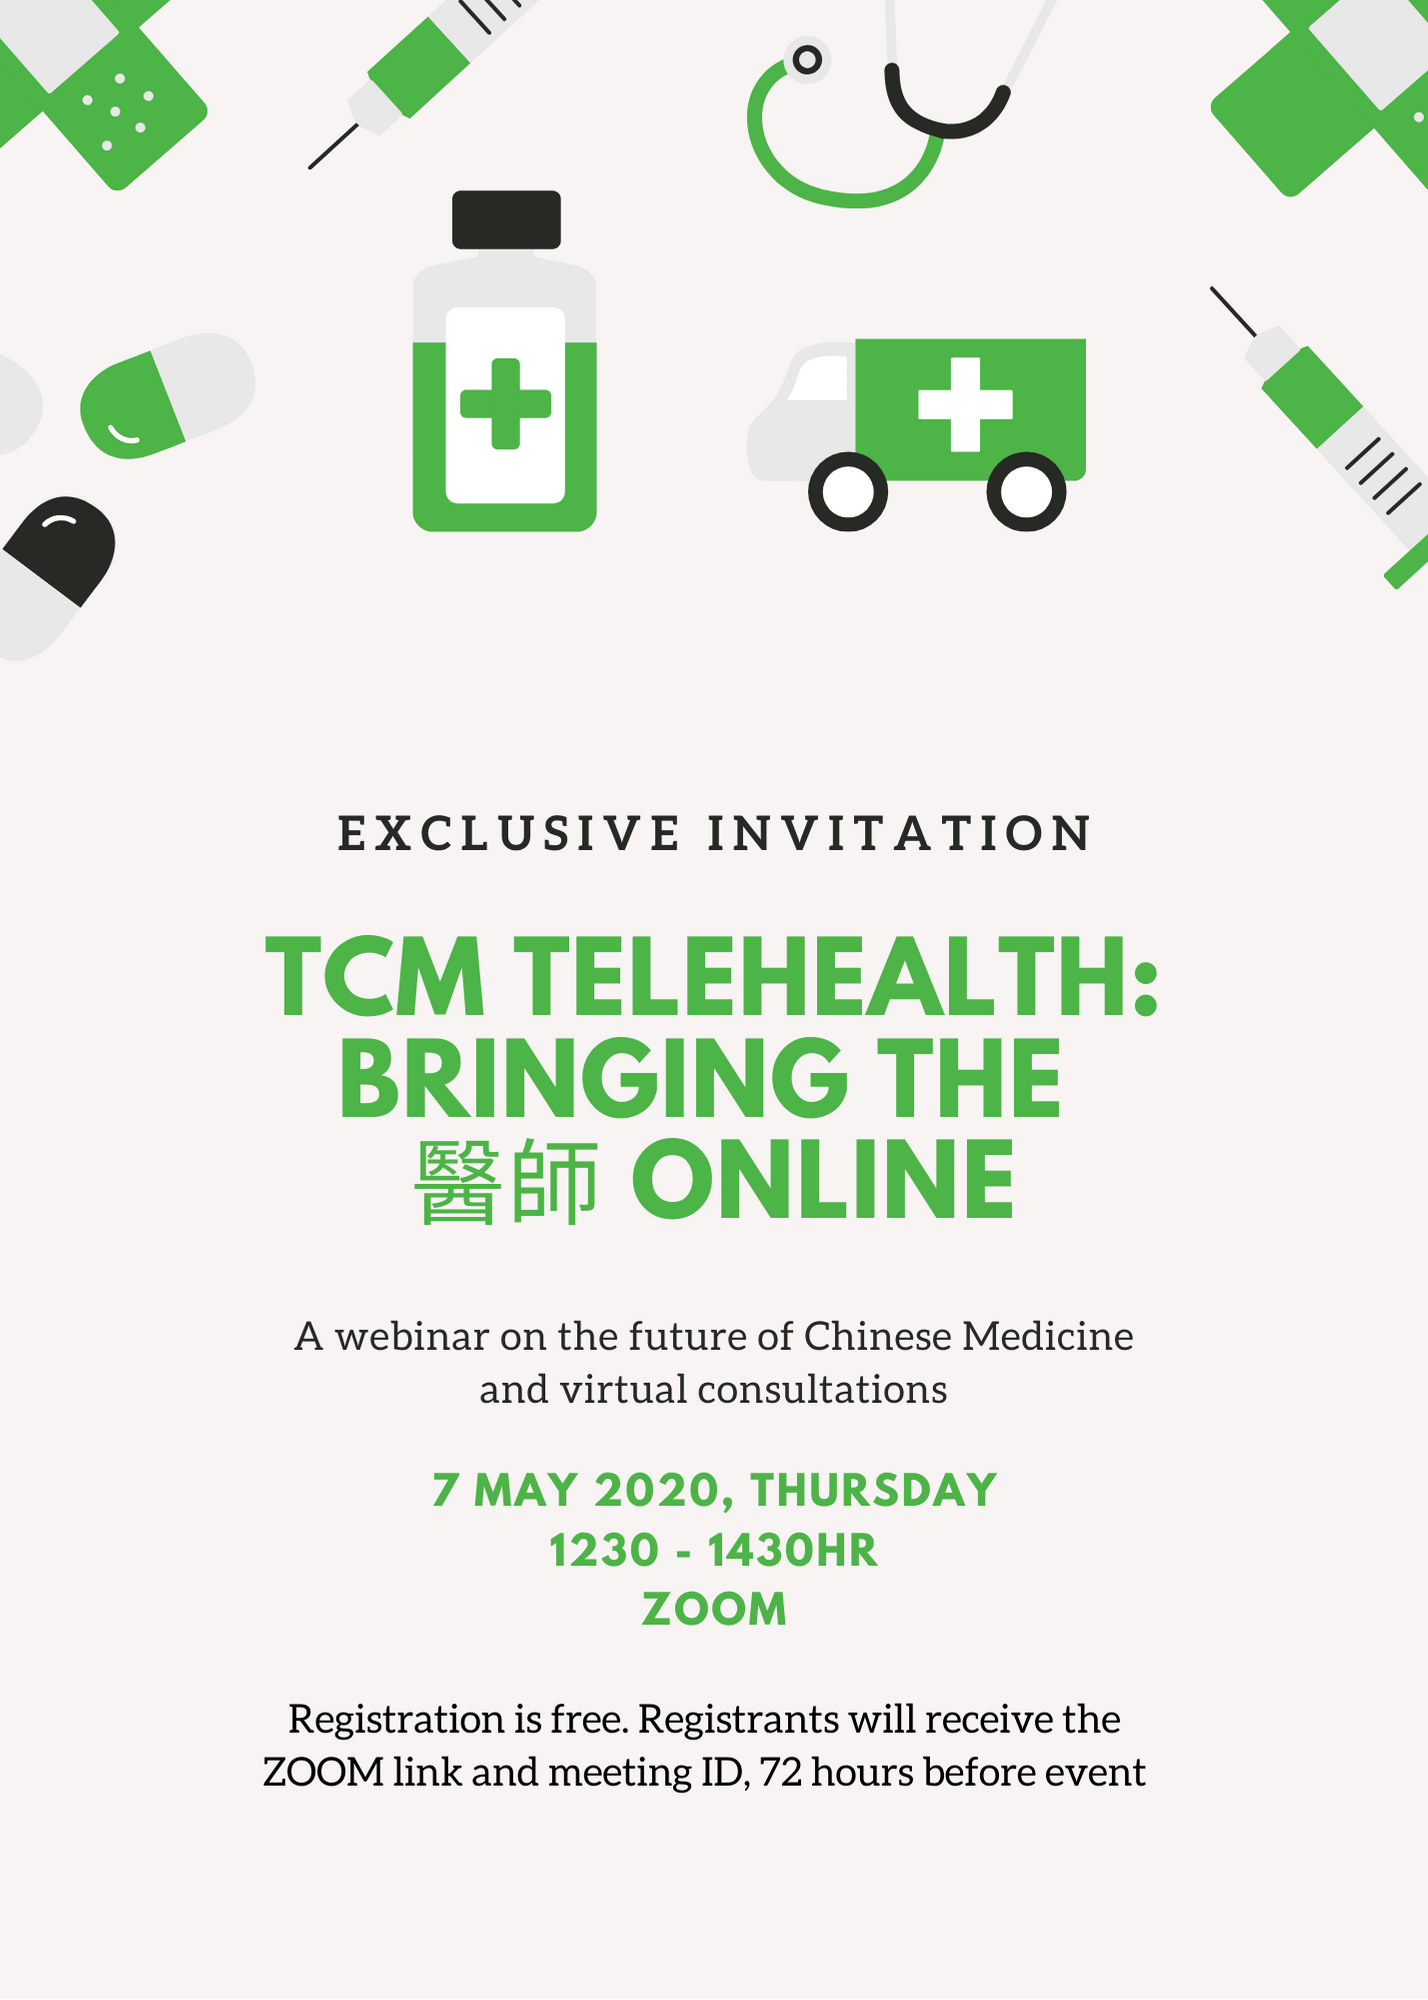 EXCLUSIVE INVITATION
TCM TELEHEALTH:
BRINGING THE
醫師 ONLINE
A webinar on the future of Chinese Medicine
and virtual consultations
7 MAY 2020, THURSDAY
1230 - 1430HR
ZOOM
Registration is free. Registrants will receive the
ZOOM link and meeting ID, 72 hours before event